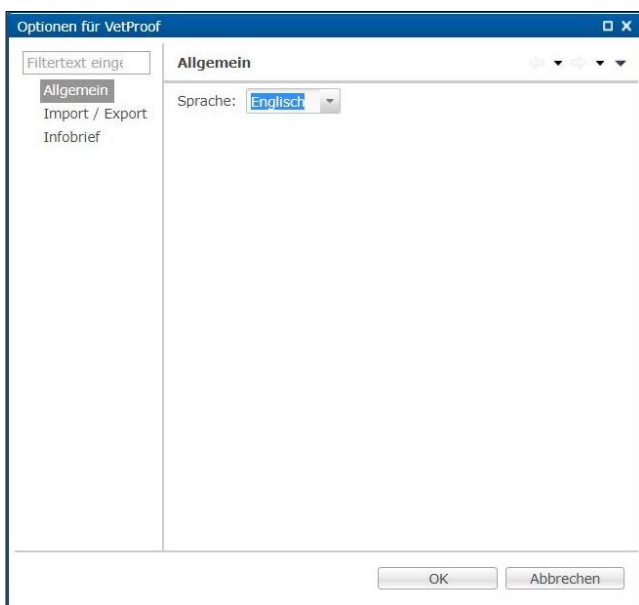 Optionen für VetProof
Filtertext einge
Allgemein
Import / Export
Infobrief
Allgemein
Sprache: Englisch
OK
Abbrechen